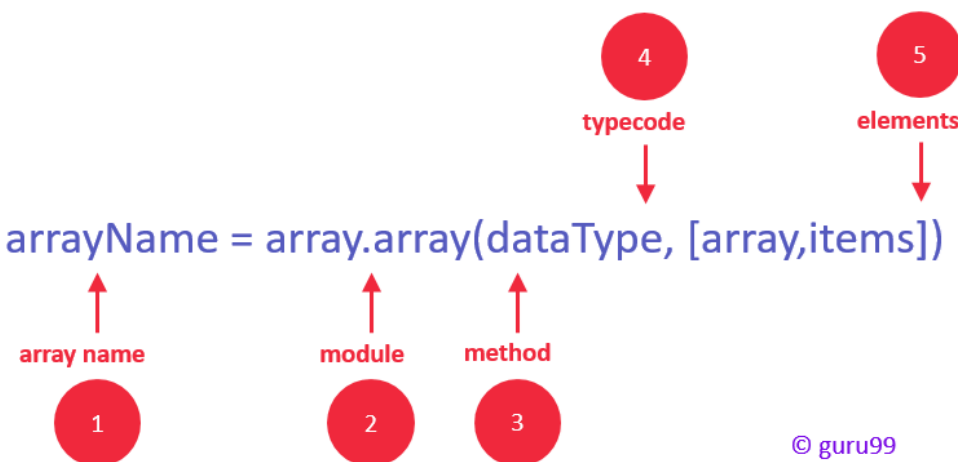 4
5
typecode
elements
arrayName = array.array(dataType, [array,items])
array name
module
method
1
2
3
© guru99